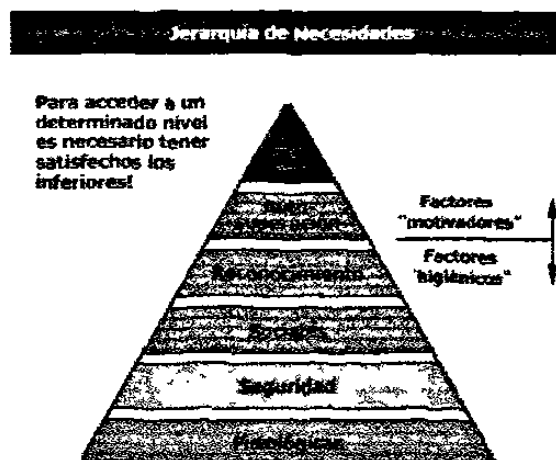 Jerarquía de Necesidades
Para acceder a un
determinado nivel
es necesario tener
satisfechos los
inferiores!
Factores
"motivadores"
Factores
"higiénicos"
Reconocimiento
Sociales
Seguridad
Fisiológicas